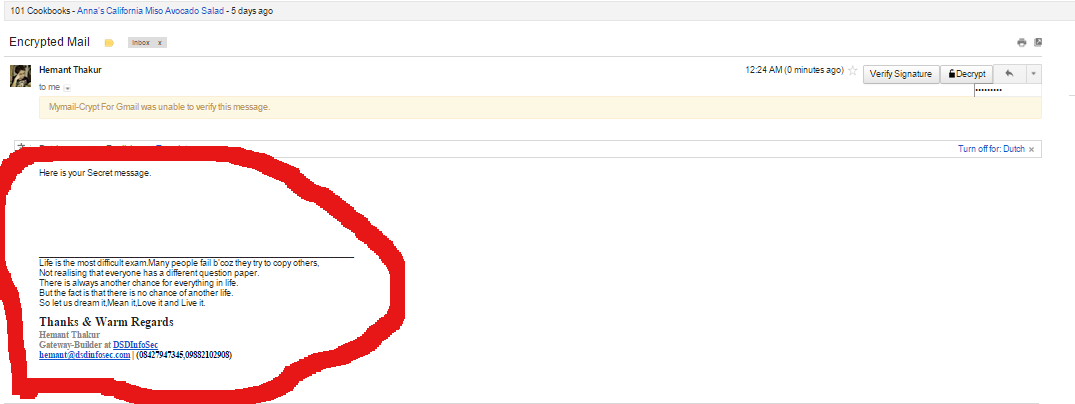 101 Cookbooks - Anna's California Miso Avocado Salad - 5 days ago
Encrypted Mail
Inbox x
Hemant Thakur
12:24 AM (0 minutes ago)
Verify Signature
Decrypt
to me
•••••••••
Mymail-Crypt For Gmail was unable to verify this message.
Turn off for: Dutch x
Here is your Secret message.
Life is the most difficult exam.Many people fail b'coz they try to copy others,
Not realising that everyone has a different question paper.
There is always another chance for everything in life.
But the fact is that there is no chance of another life.
So let us dream it,Mean it,Love it and Live it.
Thanks & Warm Regards
Hemant Thakur
Gateway-Builder at DSDInfoSec
hemant@dsdinfosec.com | (08427947345,09882102908)